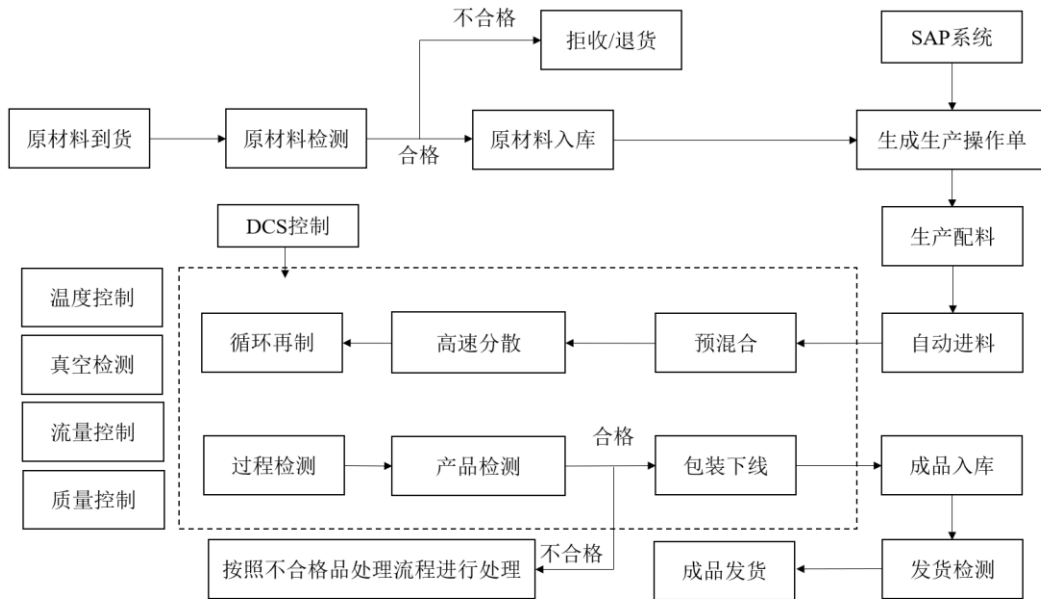 不合格
拒收/退货
SAP系统
原材料到货
原材料检测
合格
原材料入库
生成生产操作单
DCS控制
生产配料
温度控制
循环再制
高速分散
预混合
自动进料
真空检测
流量控制
合格
过程检测
产品检测
包装下线
成品入库
质量控制
不合格
按照不合格品处理流程进行处理
成品发货
发货检测